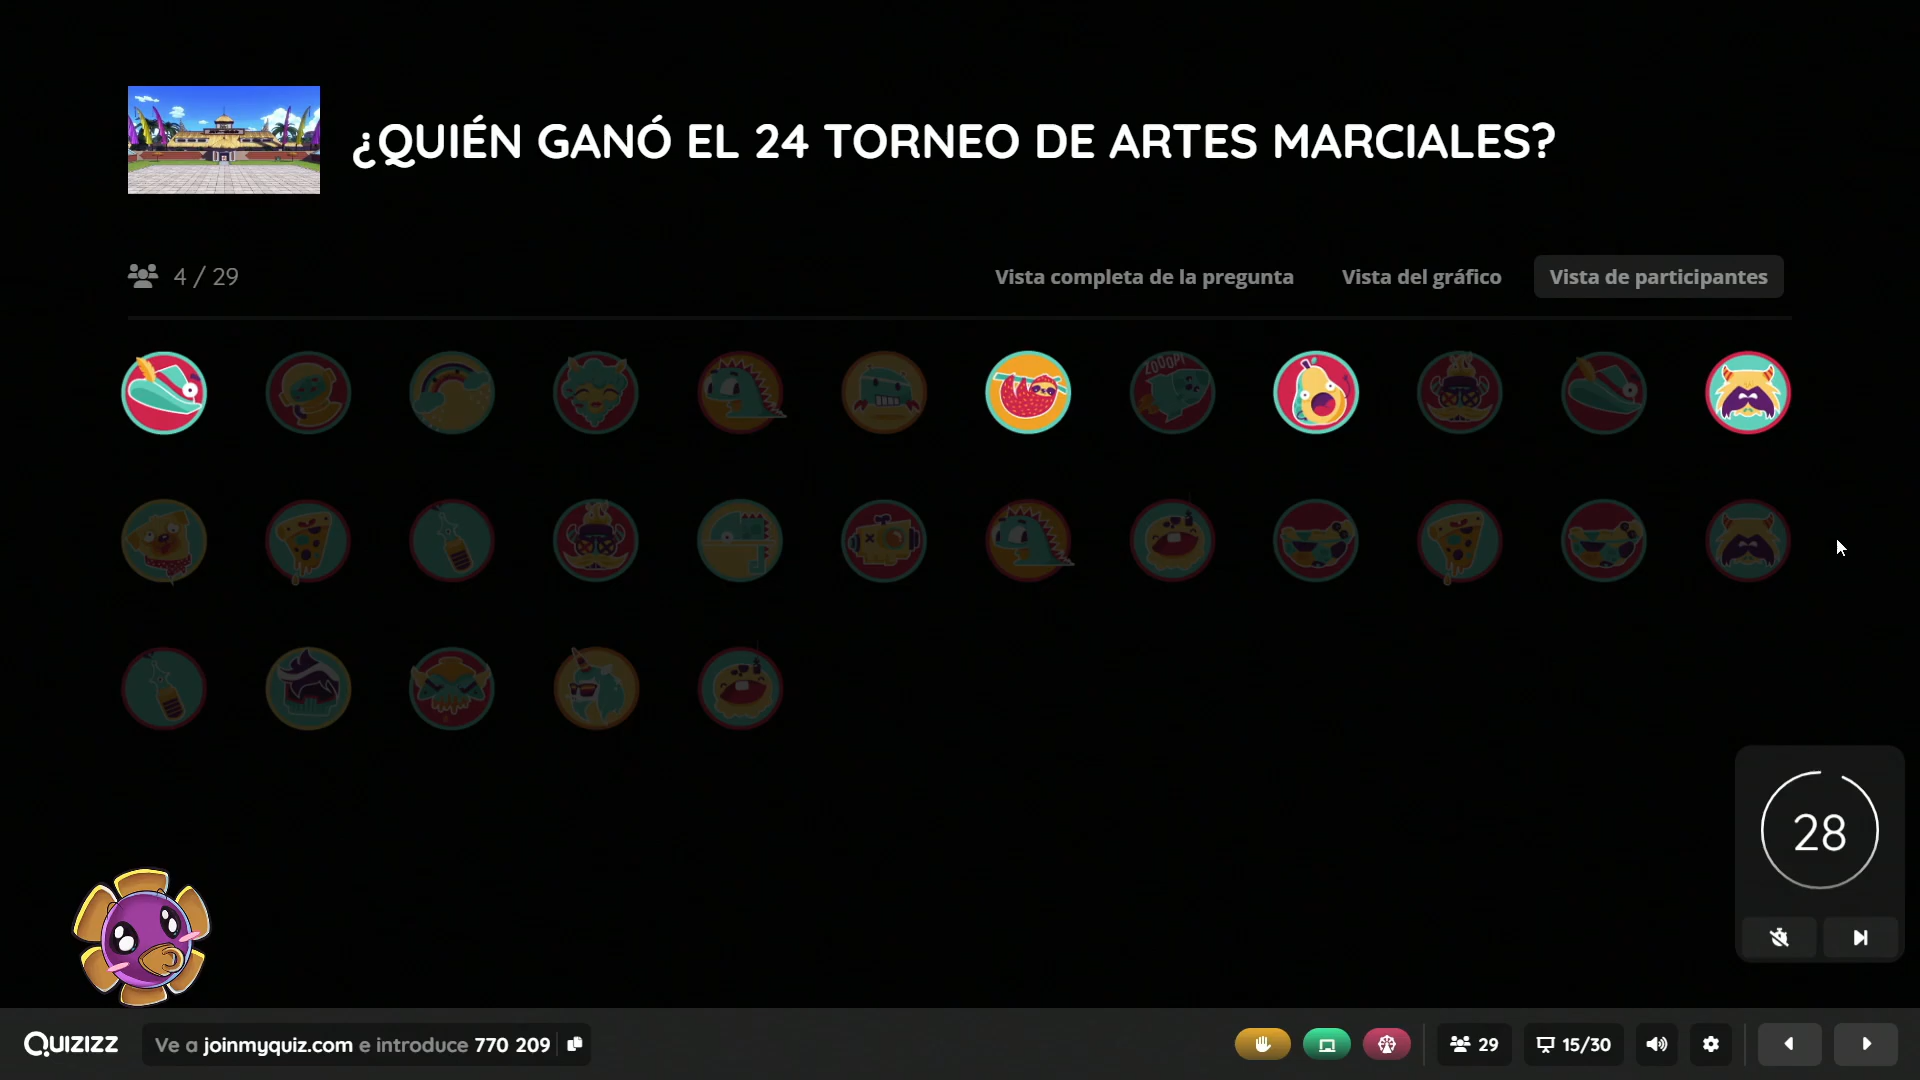 ¿QUIÉN GANÓ EL 24 TORNEO DE ARTES MARCIALES?
4 / 29
Vista completa de la pregunta
Vista del gráfico
Vista de participantes
ZOOOP!
28
QUIZIZZ
Ve a joinmyquiz.com e introduce 770 209
29
15/30